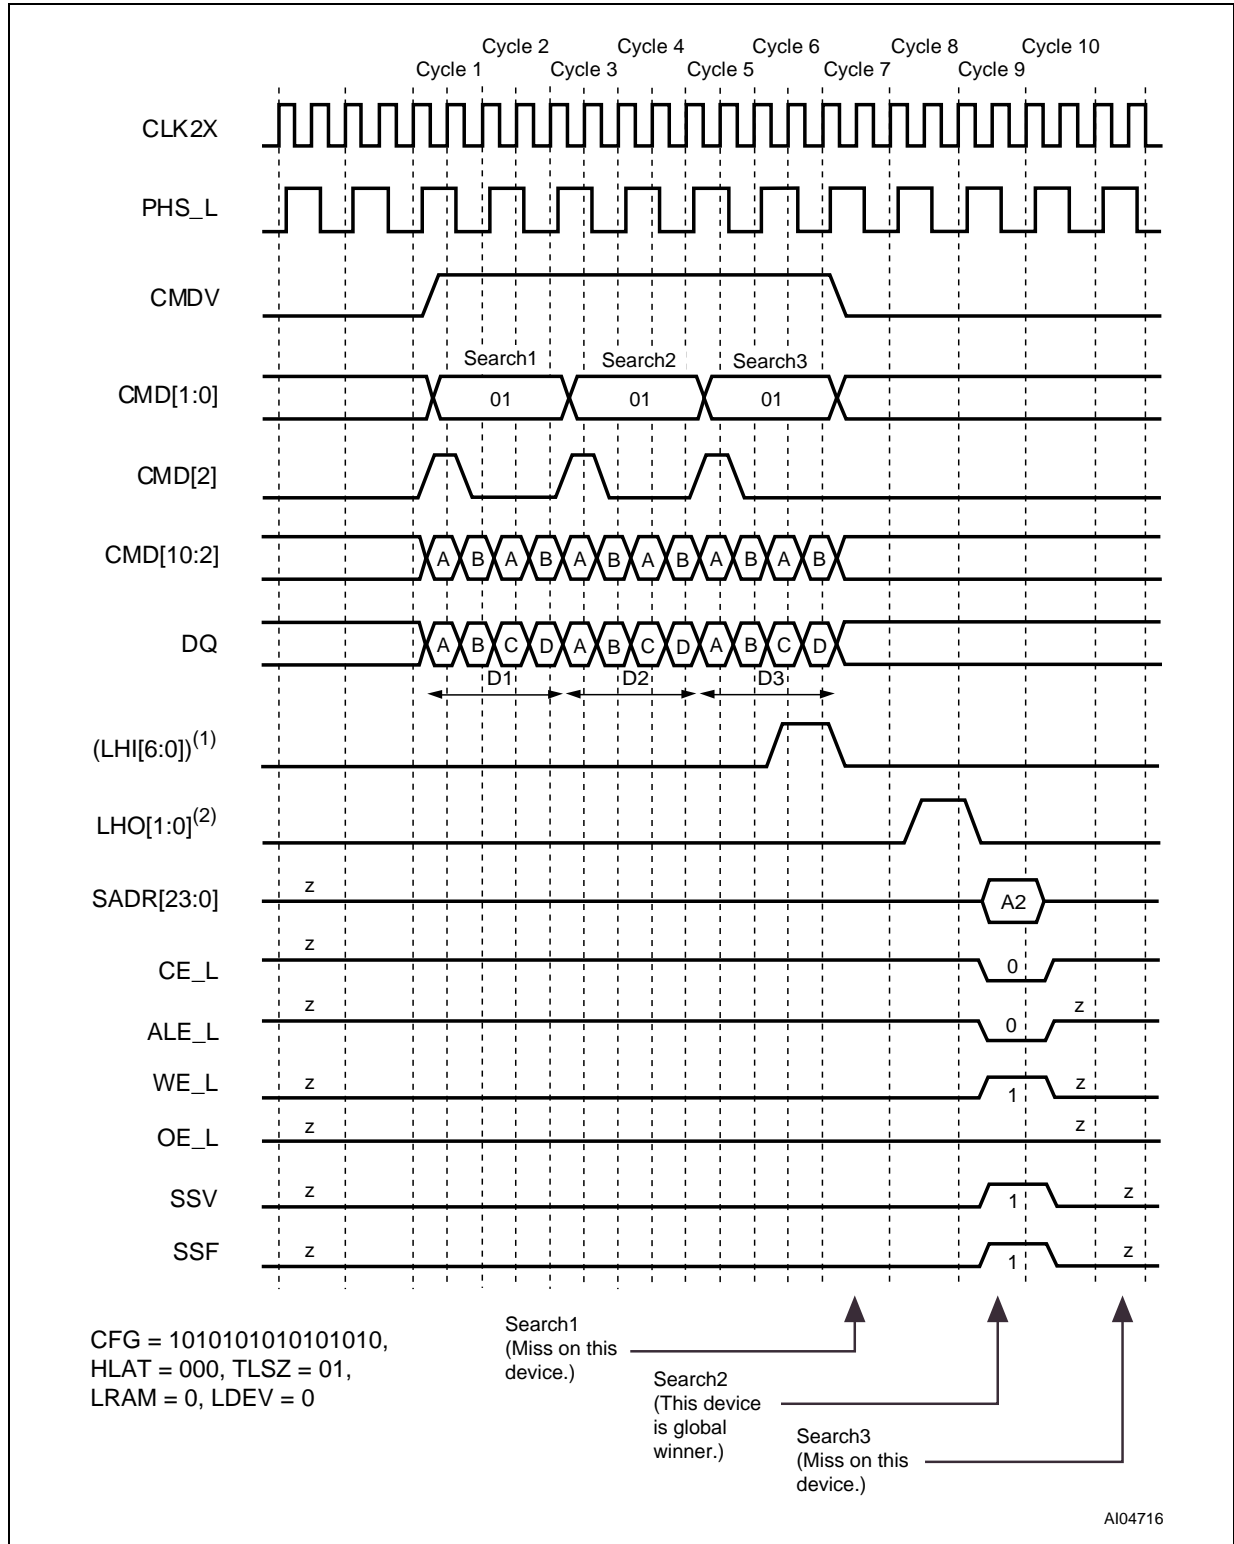 Cycle 2 Cycle 4 Cycle 6 Cycle 8 Cycle 10
Cycle 1 Cycle 3 Cycle 5 Cycle 7 Cycle 9
CLK2X
PHS_L
CMDV
Search1 Search2 Search3
CMD[1:0] 01 01 01
CMD[2]
CMD[10:2] A B A B A B A B A B A B
DQ A B C D A B C D A B C D
D1 D2 D3
(LHI[6:0])(1)
LHO[1:0](2)
z
SADR[23:0] A2
z
CE_L 0
z z
ALE_L 0
WE_L z 1 z
OE_L z z
SSV z 1 z
SSF z 1 z
CFG = 1010101010101010,
HLAT = 000, TLSZ = 01,
LRAM = 0, LDEV = 0
Search1
(Miss on this
device.)
Search2
(This device
is global
winner.)
Search3
(Miss on this
device.)
AI04716